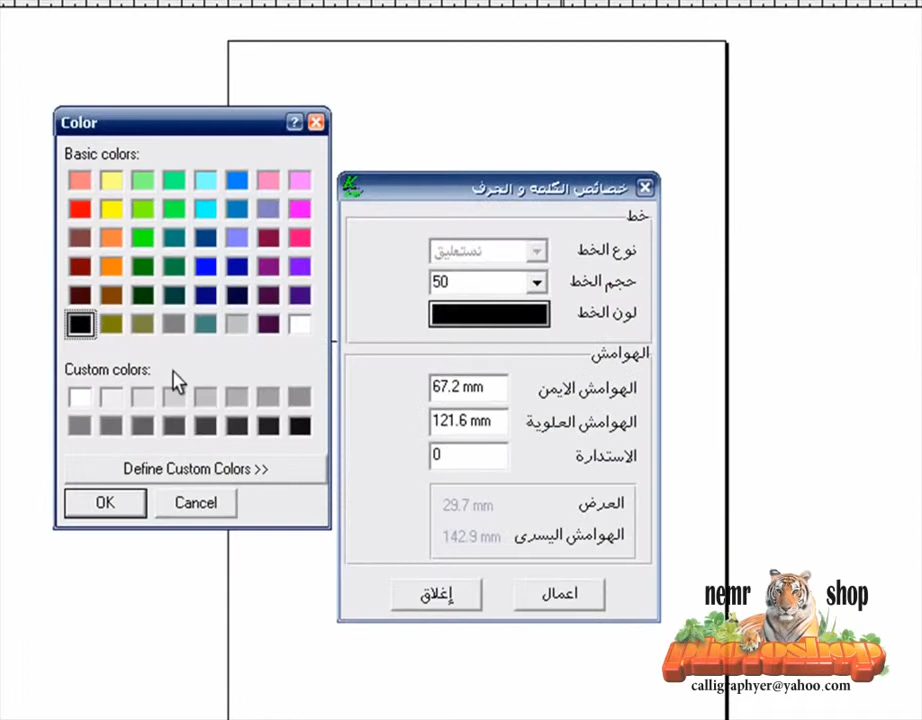 Color
Basic colors:
Custom colors:
Define Custom Colors >>
OK
Cancel
خصائص الكلمه و الحرف
خط
نوع الخط
نستعليق
حجم الخط
50
لون الخط
الهوامش
الهوامش الايمن
67.2 mm
الهوامش العلوية
121.6 mm
الاستدارة
0
العرض
29.7 mm
الهوامش اليسرى
142.9 mm
اعمال
إغلاق
nemr shop
photoshop
calligraphyer@yahoo.com